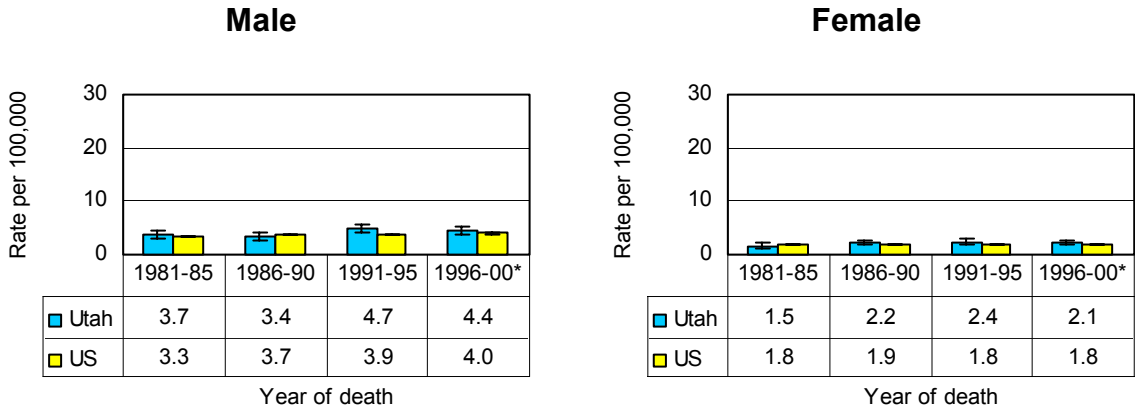 Male
Rate per 100,000
30
20
10
0
1981-85 1986-90 1991-95 1996-00*
Utah 3.7 3.4 4.7 4.4
US 3.3 3.7 3.9 4.0
Year of death
Female
Rate per 100,000
30
20
10
0
1981-85 1986-90 1991-95 1996-00*
Utah 1.5 2.2 2.4 2.1
US 1.8 1.9 1.8 1.8
Year of death